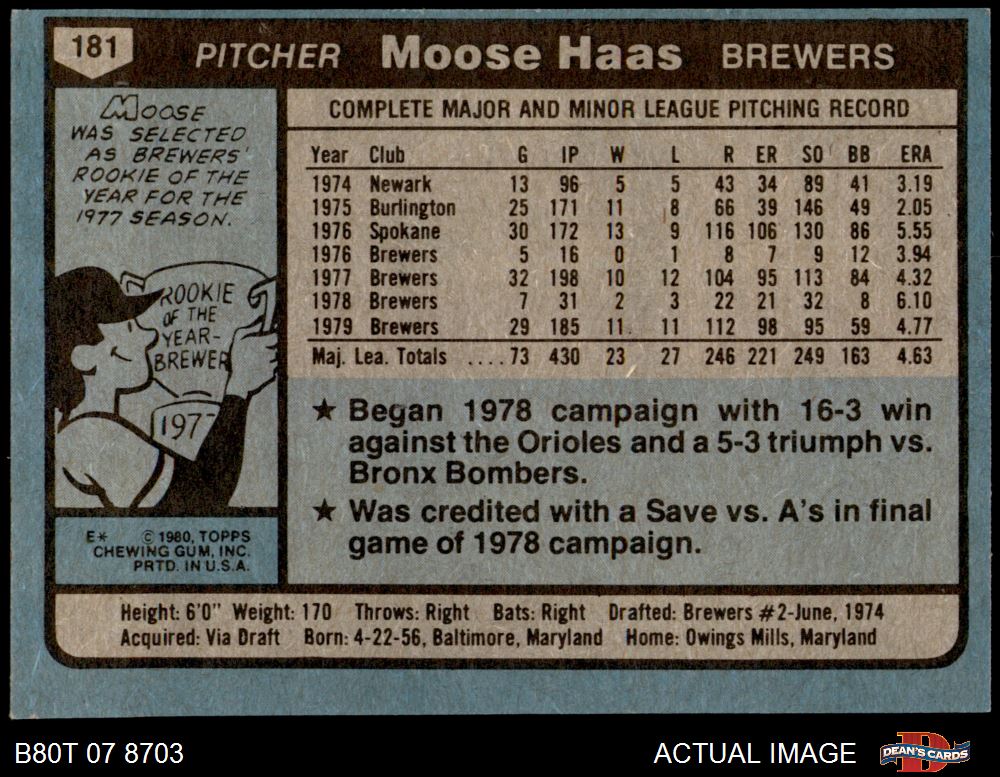 181 PITCHER Moose Haas BREWERS
MOOSE
WAS SELECTED
AS BREWERS'
ROOKIE OF THE
YEAR FOR THE
1977 SEASON.
ROOKIE
OF THE
YEAR-
BREWER
197
E* © 1980, TOPPS
CHEWING GUM, INC.
PRTD. IN U.S.A.
COMPLETE MAJOR AND MINOR LEAGUE PITCHING RECORD
Year Club G IP W L R ER SO BB ERA
1974 Newark 13 96 5 5 43 34 89 41 3.19
1975 Burlington 25 171 11 8 66 39 146 49 2.05
1976 Spokane 30 172 13 9 116 106 130 86 5.55
1976 Brewers 5 16 0 1 8 7 9 12 3.94
1977 Brewers 32 198 10 12 104 95 113 84 4.32
1978 Brewers 7 31 2 3 22 21 32 8 6.10
1979 Brewers 29 185 11 11 112 98 95 59 4.77
Maj. Lea. Totals .... 73 430 23 27 246 221 249 163 4.63
★ Began 1978 campaign with 16-3 win
against the Orioles and a 5-3 triumph vs.
Bronx Bombers.
★ Was credited with a Save vs. A's in final
game of 1978 campaign.
Height: 6'0" Weight: 170 Throws: Right Bats: Right Drafted: Brewers #2-June, 1974
Acquired: Via Draft Born: 4-22-56, Baltimore, Maryland Home: Owings Mills, Maryland
B80T 07 8703 ACTUAL IMAGE DEAN'S CARDS